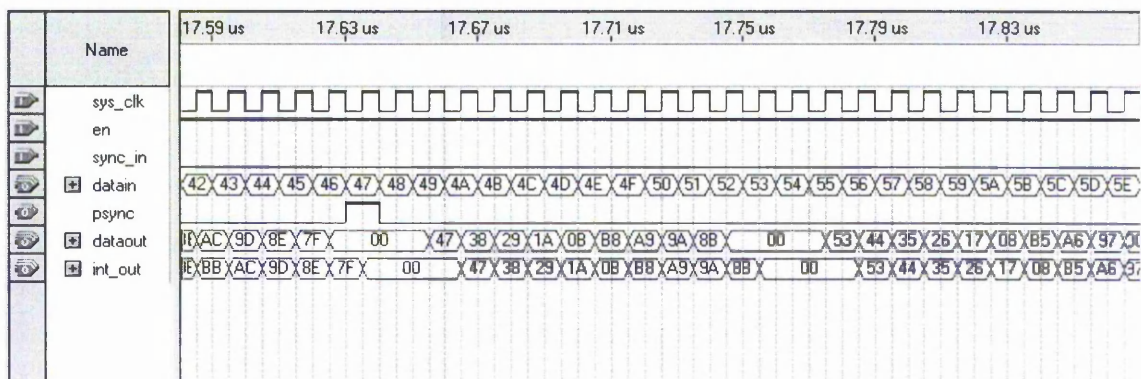 17.59 us 17.63 us 17.67 us 17.71 us 17.75 us 17.79 us 17.83 us
Name
sys_clk
en
sync_in
datain 42 43 44 45 46 47 48 49 4A 4B 4C 4D 4E 4F 50 51 52 53 54 55 56 57 58 59 5A 5B 5C 5D 5E
psync
dataout AC 9D 8E 7F 00 47 38 29 1A 0B B8 A9 9A 8B 00 53 44 35 26 17 08 B5 A6 97
int_out BB AC 9D 8E 7F 00 47 38 29 1A 0B B8 A9 9A 8B 00 53 44 35 26 17 08 B5 A6 97